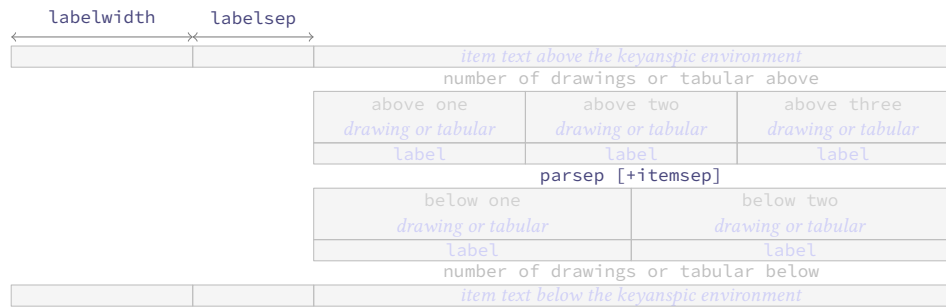 labelwidth labelsep
item text above the keyanspic environment
number of drawings or tabular above
above one above two above three
drawing or tabular drawing or tabular drawing or tabular
label label label
parsep [+itemsep]
below one below two
drawing or tabular drawing or tabular
label label
number of drawings or tabular below
item text below the keyanspic environment